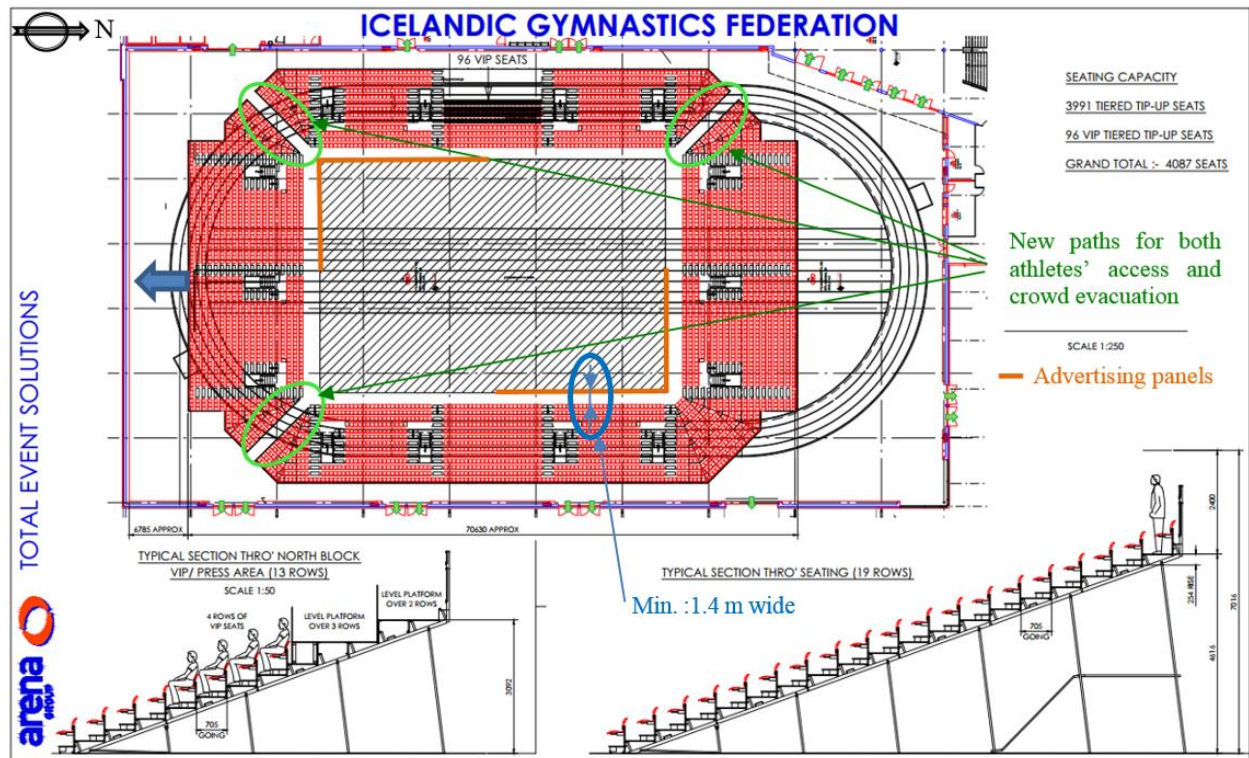 N
ICELANDIC GYMNASTICS FEDERATION
96 VIP SEATS
SEATING CAPACITY
3991 TIERED TIP-UP SEATS
96 VIP TIERED TIP-UP SEATS
GRAND TOTAL :- 4087 SEATS
New paths for both
athletes' access and
crowd evacuation
SCALE 1:250
Advertising panels
6785 APPROX
70630 APPROX
Min. :1.4 m wide
TYPICAL SECTION THRO' NORTH BLOCK
VIP/ PRESS AREA (13 ROWS)
SCALE 1:50
4 ROWS OF
VIP SEATS
LEVEL PLATFORM
OVER 3 ROWS
LEVEL PLATFORM
OVER 2 ROWS
705
GOING
3092
TYPICAL SECTION THRO' SEATING (19 ROWS)
705
GOING
254 RISE
2400
4616
7016
TOTAL EVENT SOLUTIONS
arena
GROUP